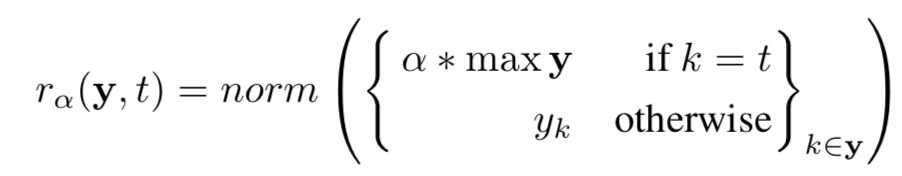 r_α(y, t) = norm ( { α ∗ max y if k = t
y_k otherwise } _{k∈y} )